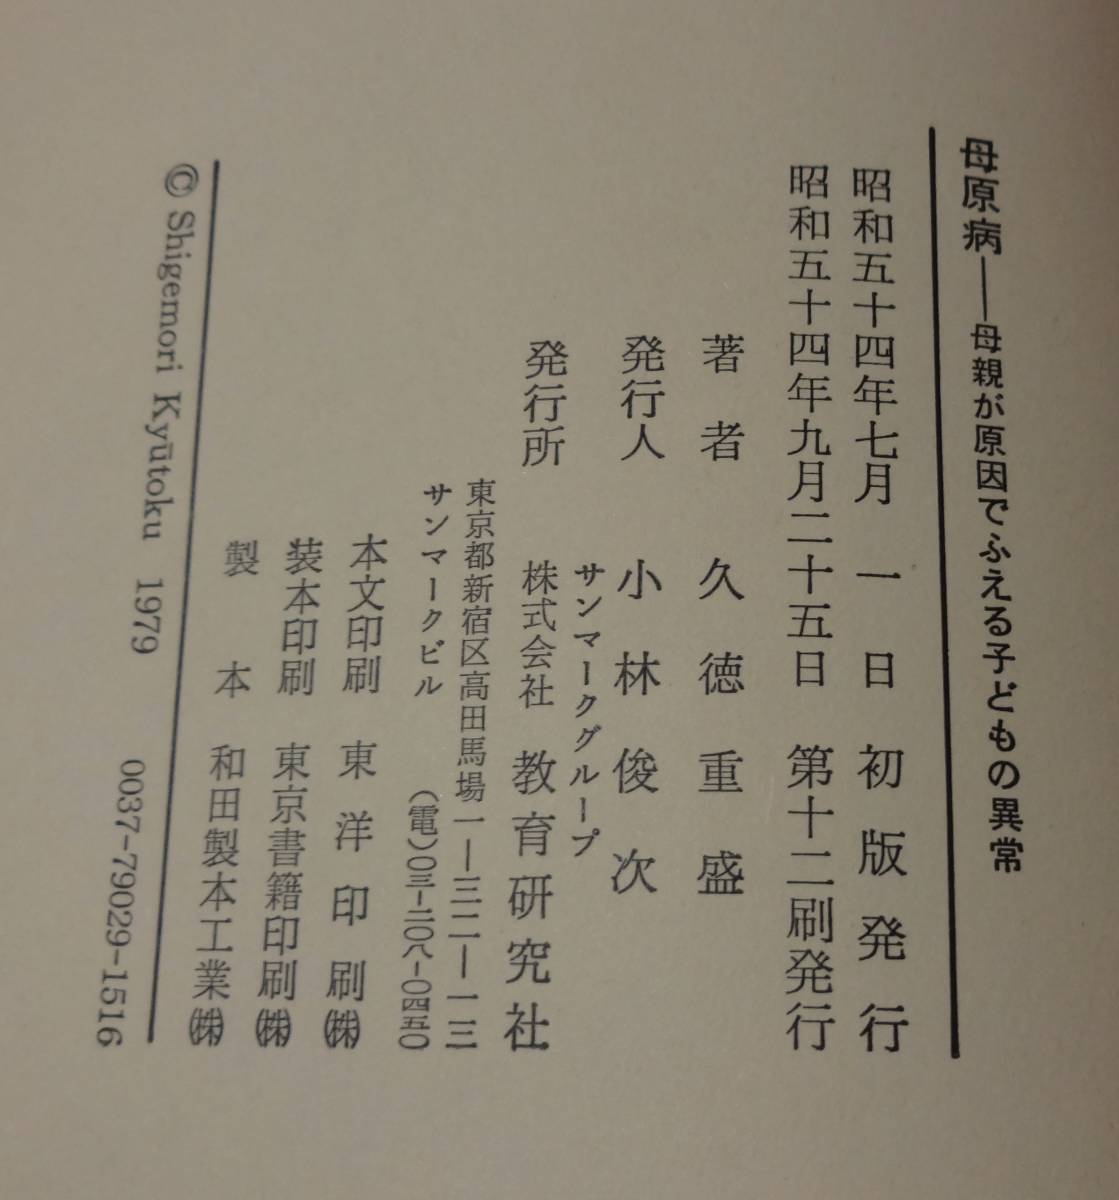 母原病――母親が原因でふえる子どもの異常
昭和五十四年七月　一日　初版発行
昭和五十四年九月二十五日　第十二刷発行
著者　久徳重盛
発行人　小林俊次
サンマークグループ
発行所　株式会社　教育研究社
東京都新宿区高田馬場一―三二―一三
サンマークビル　（電）〇三―二〇八―〇四五〇
本文印刷　東洋印刷㈱
装本印刷　東京書籍印刷㈱
製本　和田製本工業㈱
© Shigemori Kyūtoku 1979　0037-79029-1516